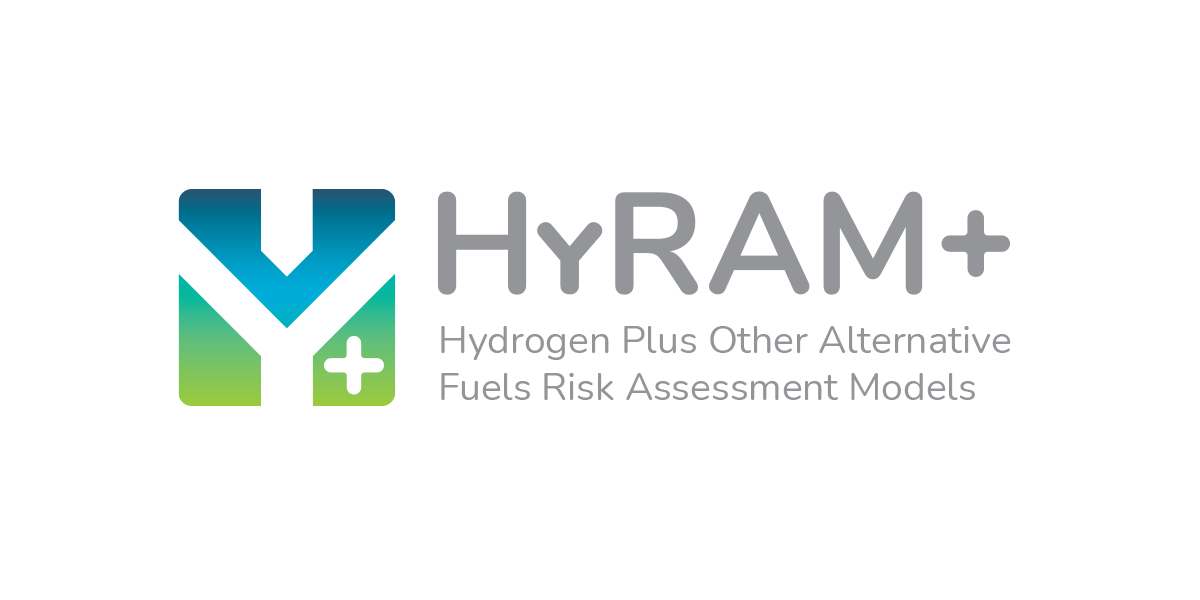 HyRAM+
Hydrogen Plus Other Alternative
Fuels Risk Assessment Models